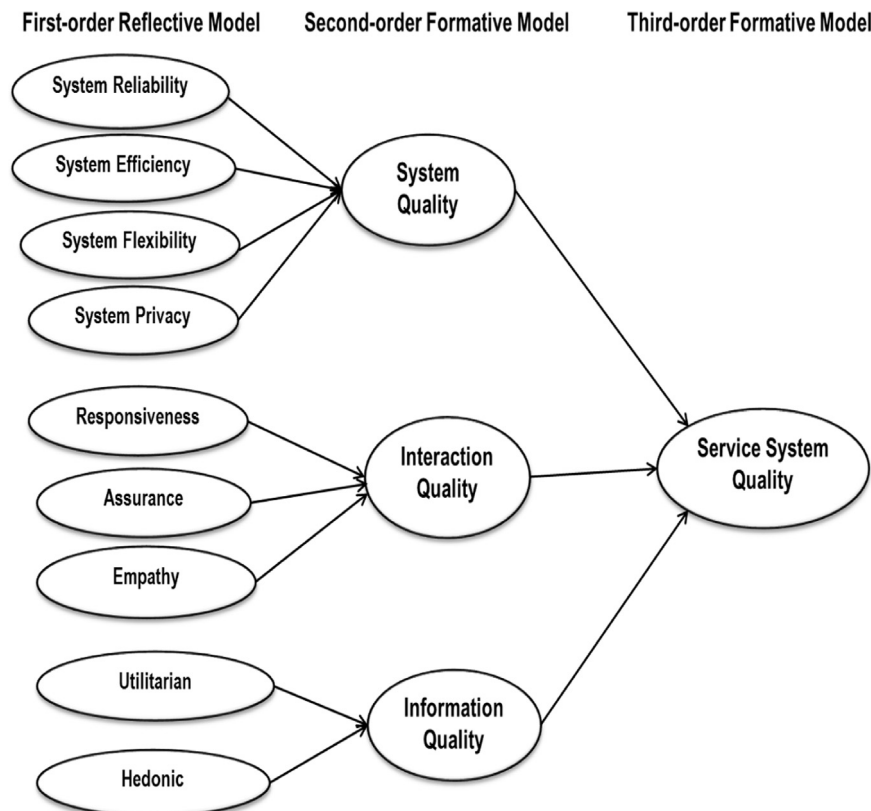 First-order Reflective Model
Second-order Formative Model
Third-order Formative Model
System Reliability
System Efficiency
System Flexibility
System Privacy
System
Quality
Responsiveness
Assurance
Empathy
Interaction
Quality
Utilitarian
Hedonic
Information
Quality
Service System
Quality